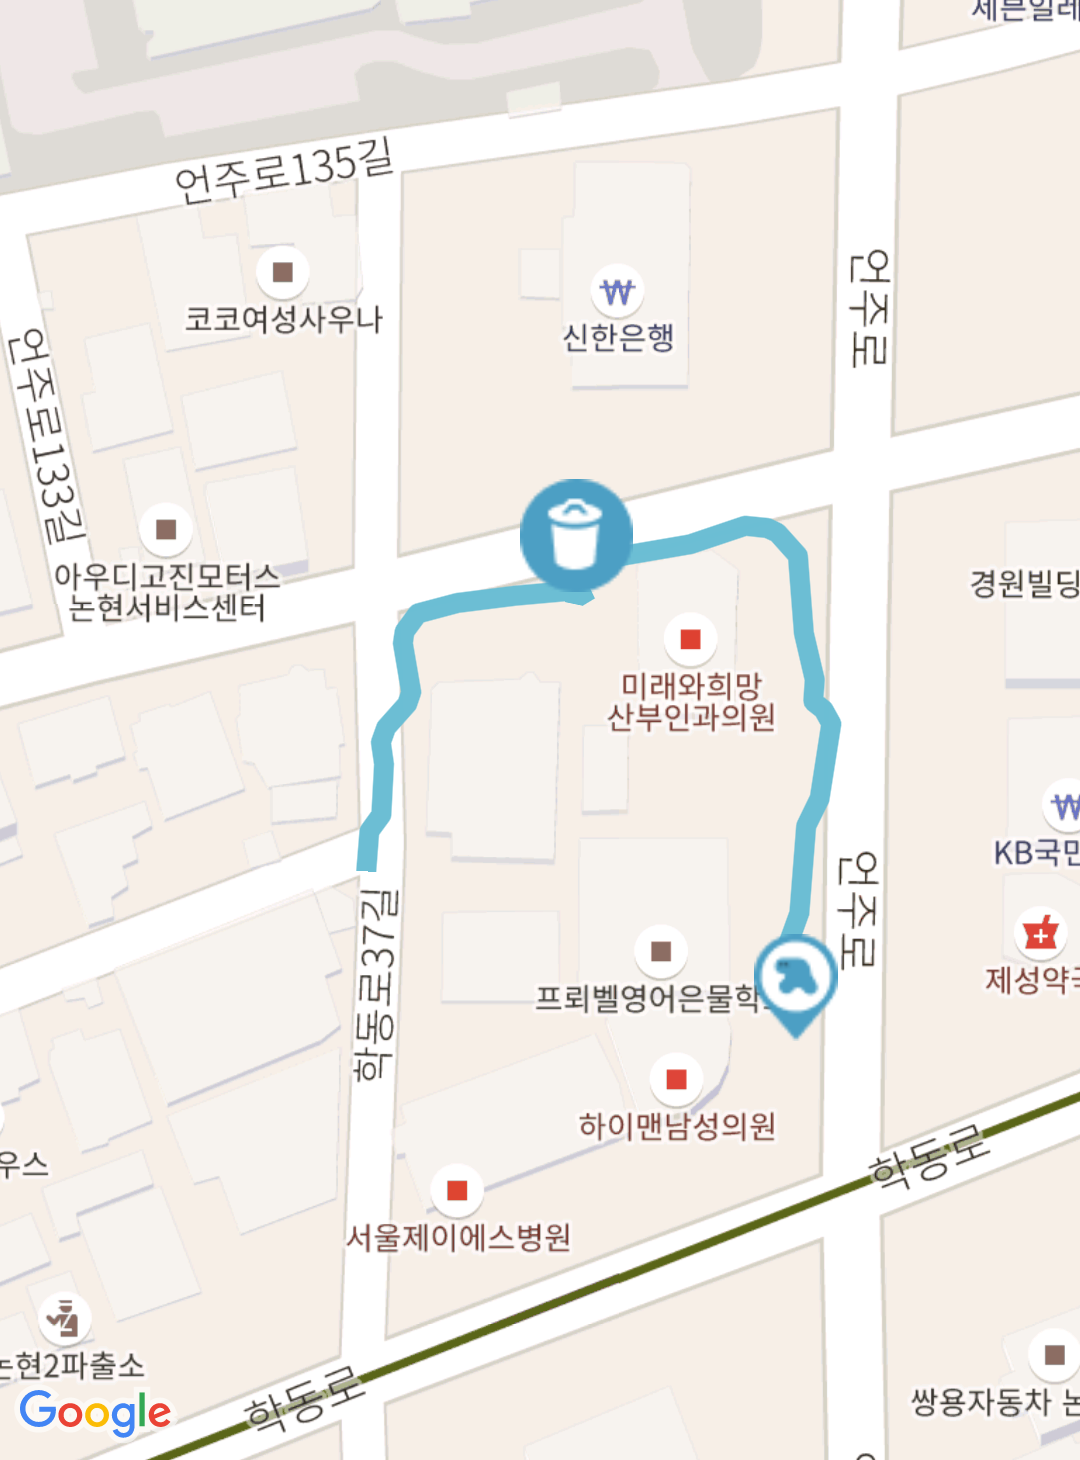 세븐일레
언주로135길
언주로
코코여성사우나
신한은행
언주로133길
아우디고진모터스
논현서비스센터
경원빌딩
미래와희망
산부인과의원
KB국민
언주로
학동로37길
제성약국
프뢰벨영어은물학
하이맨남성의원
학동로
우스
서울제이에스병원
논현2파출소
학동로
쌍용자동차 논
Google